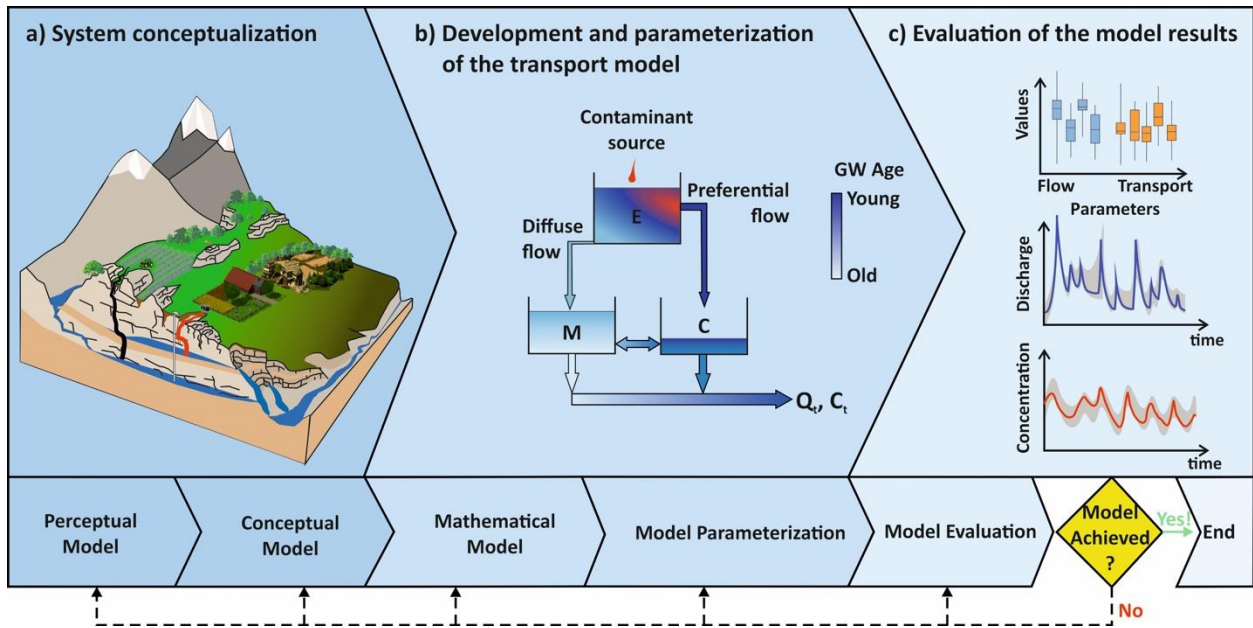 a) System conceptualization
b) Development and parameterization
of the transport model
Contaminant
source
E
Preferential
flow
Diffuse
flow
M
C
GW Age
Young
Old
Qt, Ct
c) Evaluation of the model results
Values
Flow
Transport
Parameters
Discharge
time
Concentration
time
Perceptual
Model
Conceptual
Model
Mathematical
Model
Model Parameterization
Model Evaluation
Model
Achieved
?
Yes!
End
No